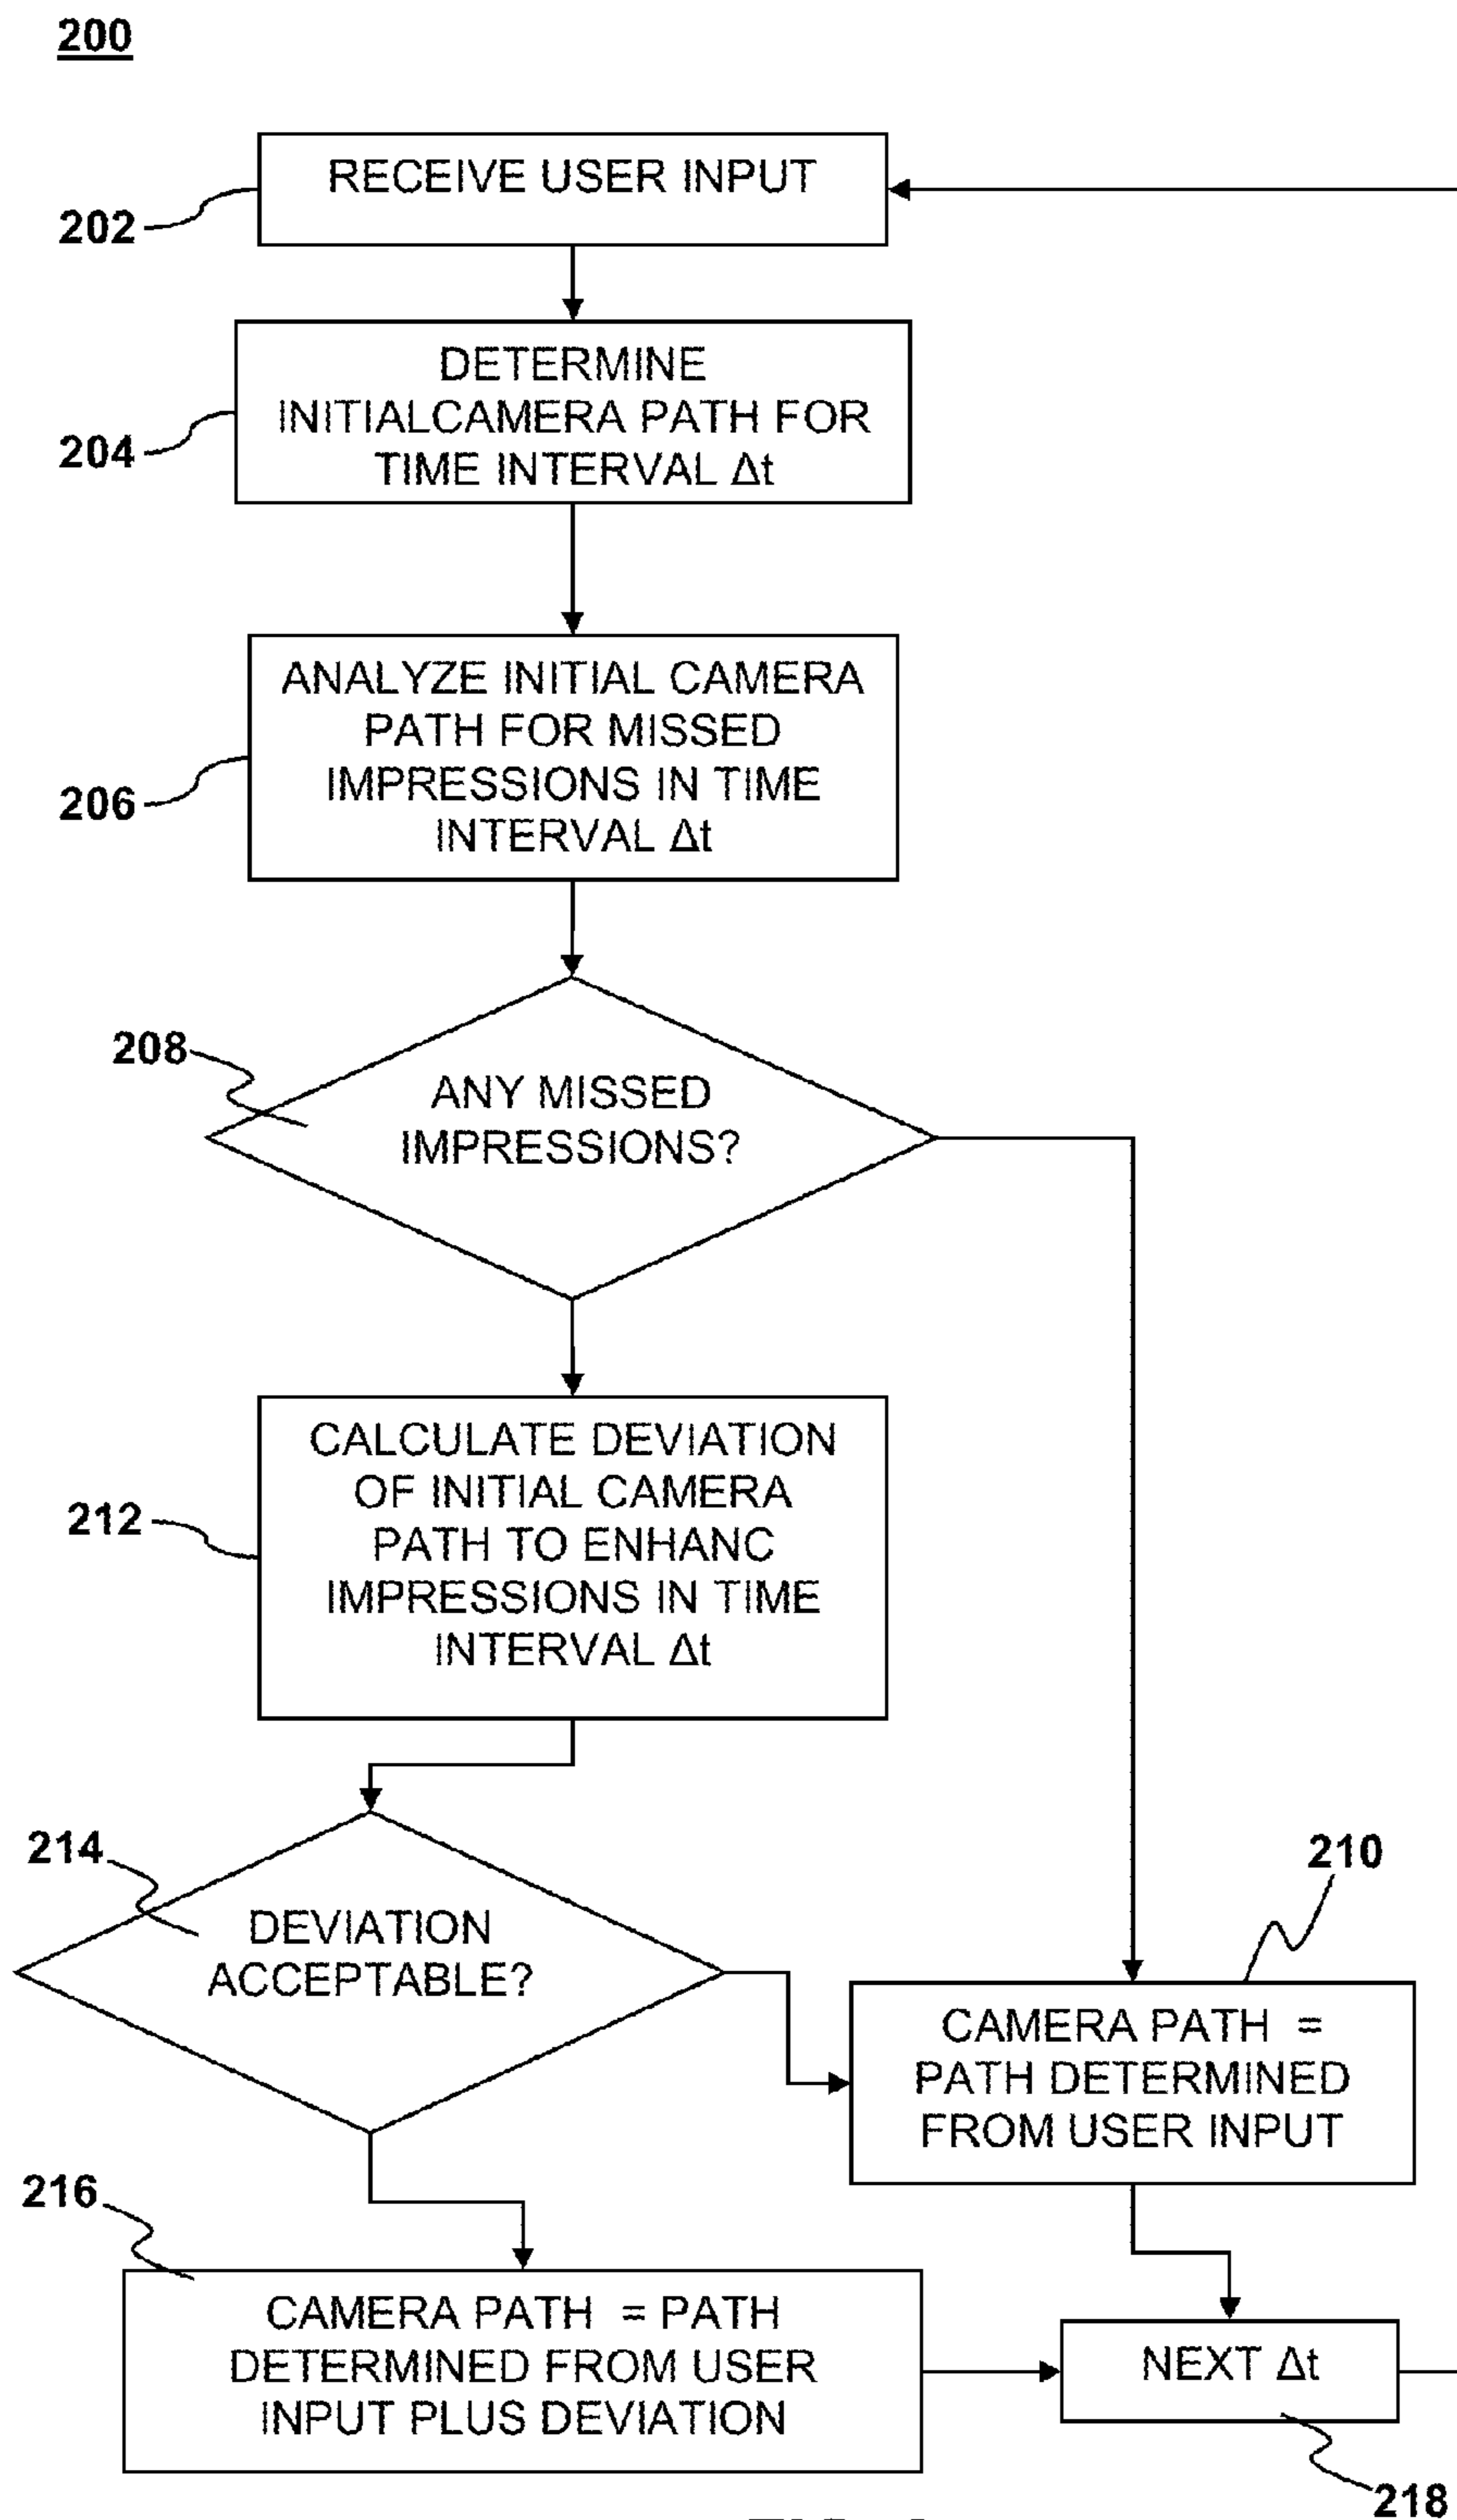 200
RECEIVE USER INPUT
202
DETERMINE
INITIALCAMERA PATH FOR
TIME INTERVAL Δt
204
ANALYZE INITIAL CAMERA
PATH FOR MISSED
IMPRESSIONS IN TIME
INTERVAL Δt
206
208
ANY MISSED
IMPRESSIONS?
CALCULATE DEVIATION
OF INITIAL CAMERA
PATH TO ENHANC
IMPRESSIONS IN TIME
INTERVAL Δt
212
214
DEVIATION
ACCEPTABLE?
210
CAMERA PATH =
PATH DETERMINED
FROM USER INPUT
216
CAMERA PATH = PATH
DETERMINED FROM USER
INPUT PLUS DEVIATION
NEXT Δt
218